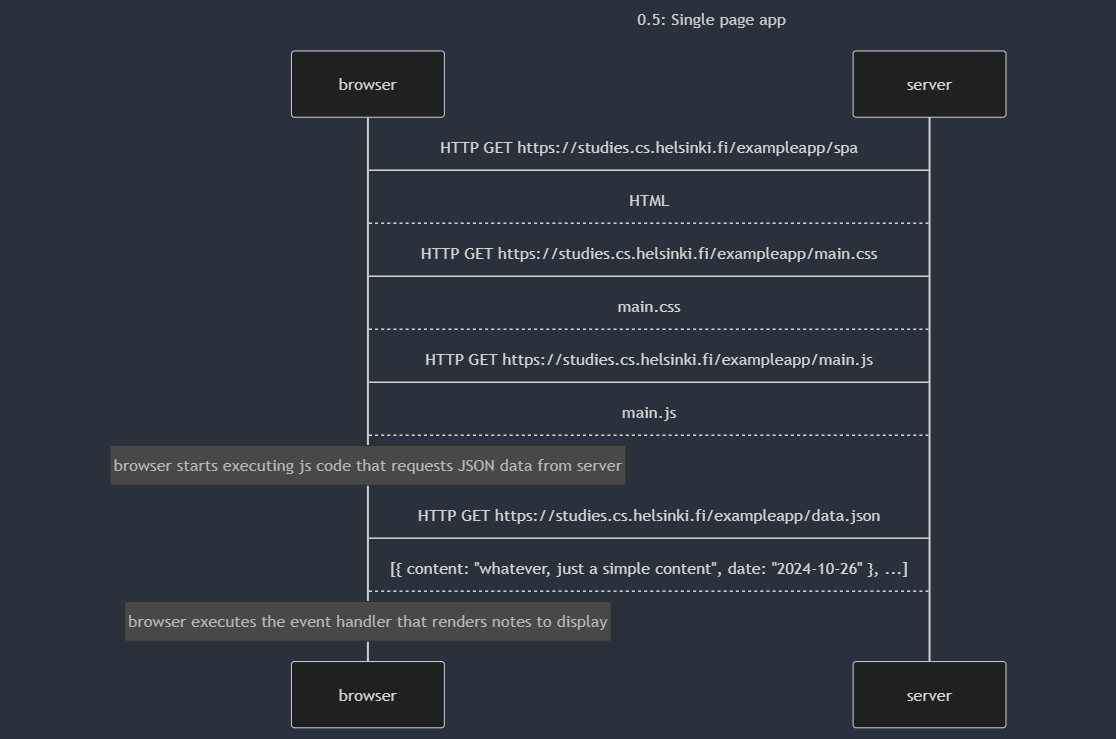 0.5: Single page app
browser
server
HTTP GET https://studies.cs.helsinki.fi/exampleapp/spa
HTML
HTTP GET https://studies.cs.helsinki.fi/exampleapp/main.css
main.css
HTTP GET https://studies.cs.helsinki.fi/exampleapp/main.js
main.js
browser starts executing js code that requests JSON data from server
HTTP GET https://studies.cs.helsinki.fi/exampleapp/data.json
[{ content: "whatever, just a simple content", date: "2024-10-26" }, ...]
browser executes the event handler that renders notes to display
browser
server